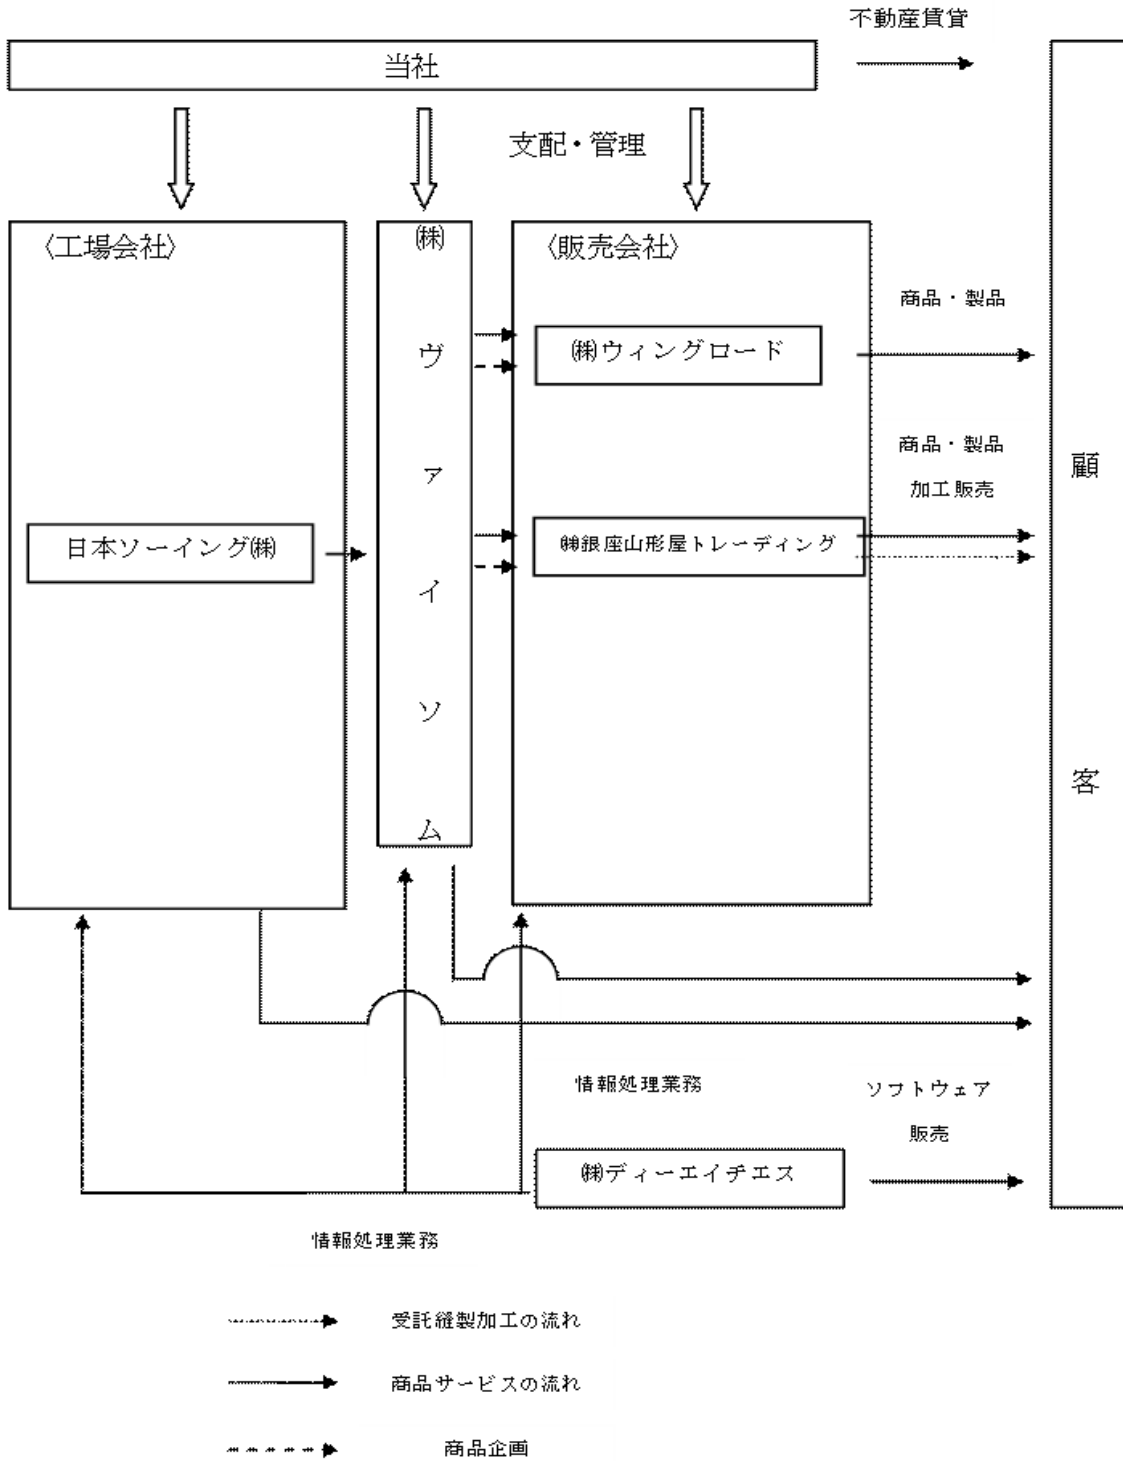 不動産賃貸
当社
支配・管理
〈工場会社〉
㈱ヴァイソム
〈販売会社〉
商品・製品
㈱ウィングロード
商品・製品
加工販売
日本ソーイング㈱
㈱銀座山形屋トレーディング
顧客
情報処理業務
ソフトウェア
販売
㈱ディーエイチエス
情報処理業務
受託縫製加工の流れ
商品サービスの流れ
商品企画